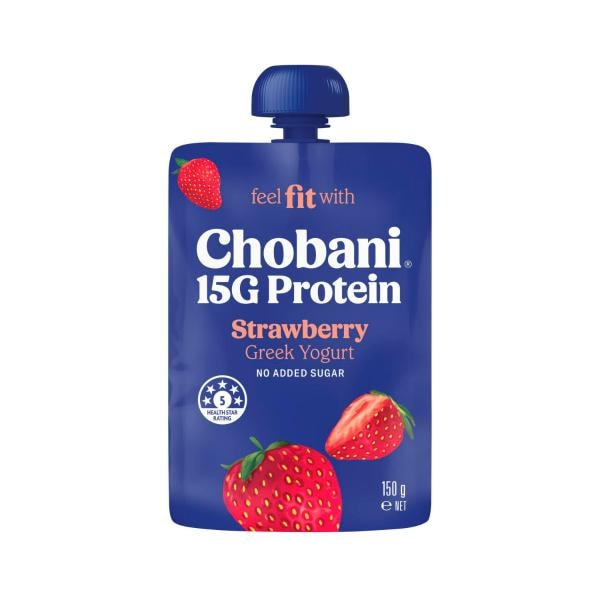 feel fit with
Chobani®
15G Protein
Strawberry
Greek Yogurt
NO ADDED SUGAR
5
HEALTH STAR
RATING
150 g
℮ NET